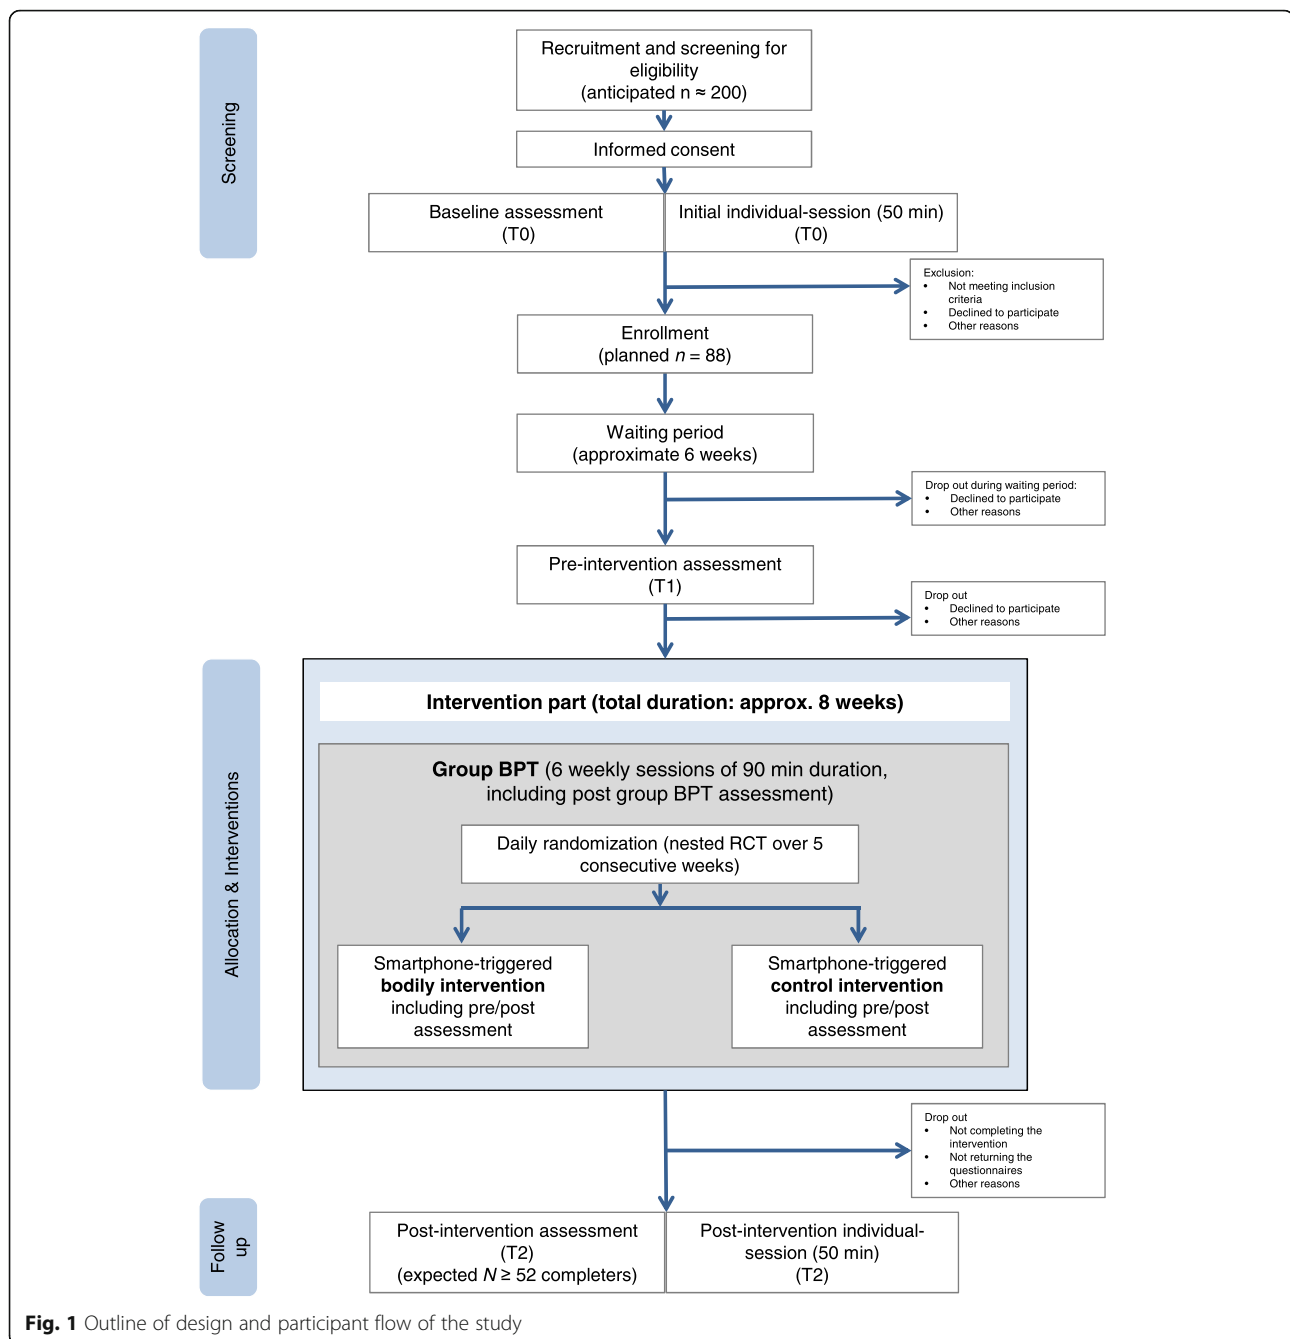 Screening
Recruitment and screening for
eligibility
(anticipated n ≈ 200)
Informed consent
Baseline assessment
(T0)
Initial individual-session (50 min)
(T0)
Exclusion:
• Not meeting inclusion
criteria
• Declined to participate
• Other reasons
Enrollment
(planned n = 88)
Waiting period
(approximate 6 weeks)
Drop out during waiting period:
• Declined to participate
• Other reasons
Pre-intervention assessment
(T1)
Drop out
• Declined to participate
• Other reasons
Allocation & Interventions
Intervention part (total duration: approx. 8 weeks)
Group BPT (6 weekly sessions of 90 min duration,
including post group BPT assessment)
Daily randomization (nested RCT over 5
consecutive weeks)
Smartphone-triggered
bodily intervention
including pre/post
assessment
Smartphone-triggered
control intervention
including pre/post
assessment
Drop out
• Not completing the
intervention
• Not returning the
questionnaires
• Other reasons
Follow
up
Post-intervention assessment
(T2)
(expected N ≥ 52 completers)
Post-intervention individual-
session (50 min)
(T2)
Fig. 1 Outline of design and participant flow of the study